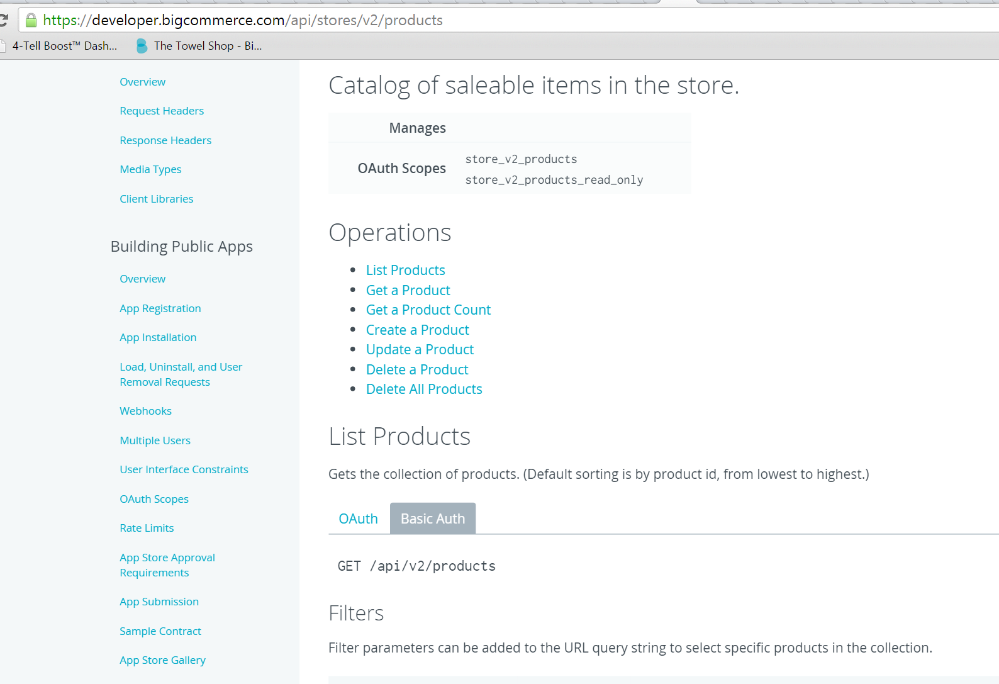 https://developer.bigcommerce.com/api/stores/v2/products
4-Tell Boost™ Dash...
The Towel Shop - Bi...
Overview
Request Headers
Response Headers
Media Types
Client Libraries
Building Public Apps
Overview
App Registration
App Installation
Load, Uninstall, and User
Removal Requests
Webhooks
Multiple Users
User Interface Constraints
OAuth Scopes
Rate Limits
App Store Approval
Requirements
App Submission
Sample Contract
App Store Gallery
Catalog of saleable items in the store.
Manages
OAuth Scopes
store_v2_products
store_v2_products_read_only
Operations
• List Products
• Get a Product
• Get a Product Count
• Create a Product
• Update a Product
• Delete a Product
• Delete All Products
List Products
Gets the collection of products. (Default sorting is by product id, from lowest to highest.)
OAuth
Basic Auth
GET /api/v2/products
Filters
Filter parameters can be added to the URL query string to select specific products in the collection.